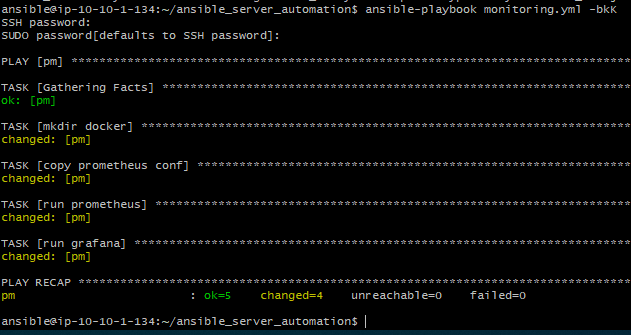 ansible@ip-10-10-1-134:~/ansible_server_automation$ ansible-playbook monitoring.yml -bkK
SSH password:
SUDO password[defaults to SSH password]:
PLAY [pm] *******************************************************************************
TASK [Gathering Facts] ******************************************************************
ok: [pm]
TASK [mkdir docker] *********************************************************************
changed: [pm]
TASK [copy prometheus conf] *************************************************************
changed: [pm]
TASK [run prometheus] *******************************************************************
changed: [pm]
TASK [run grafana] **********************************************************************
changed: [pm]
PLAY RECAP ******************************************************************************
pm                         : ok=5    changed=4    unreachable=0    failed=0
ansible@ip-10-10-1-134:~/ansible_server_automation$